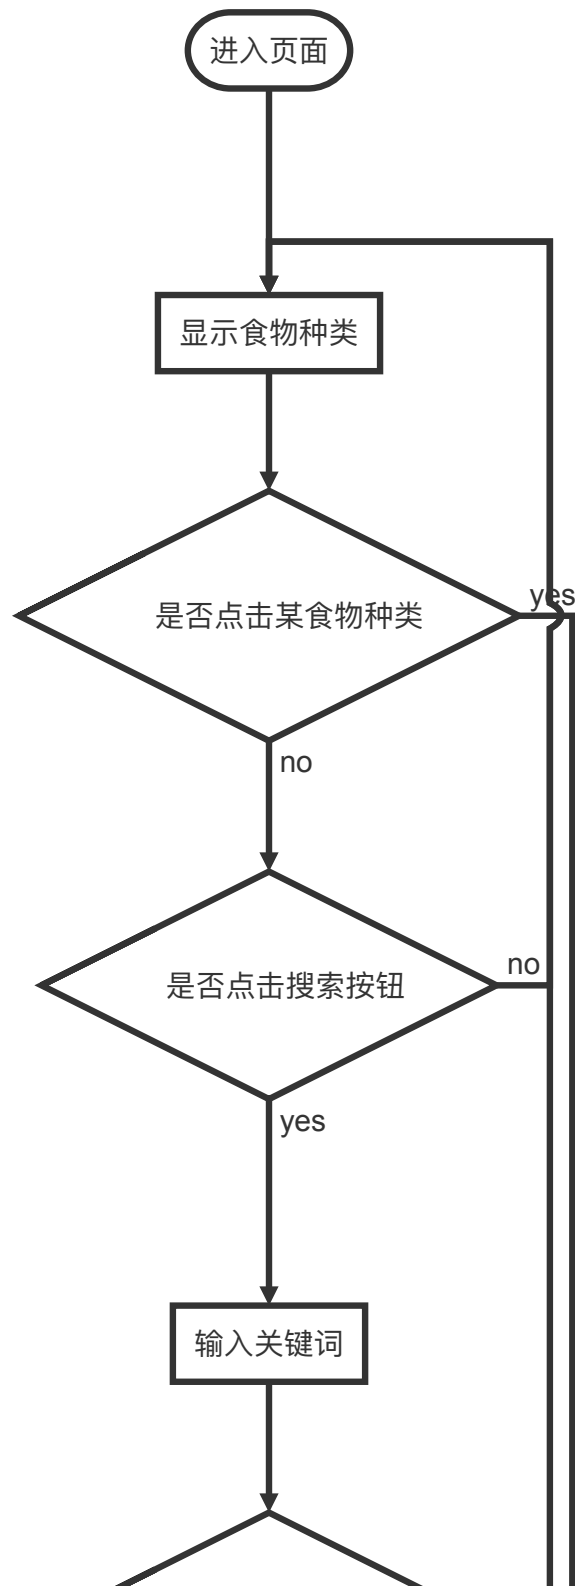 进入页面
显示食物种类
yes
是否点击某食物种类
no
no
是否点击搜索按钮
yes
输入关键词